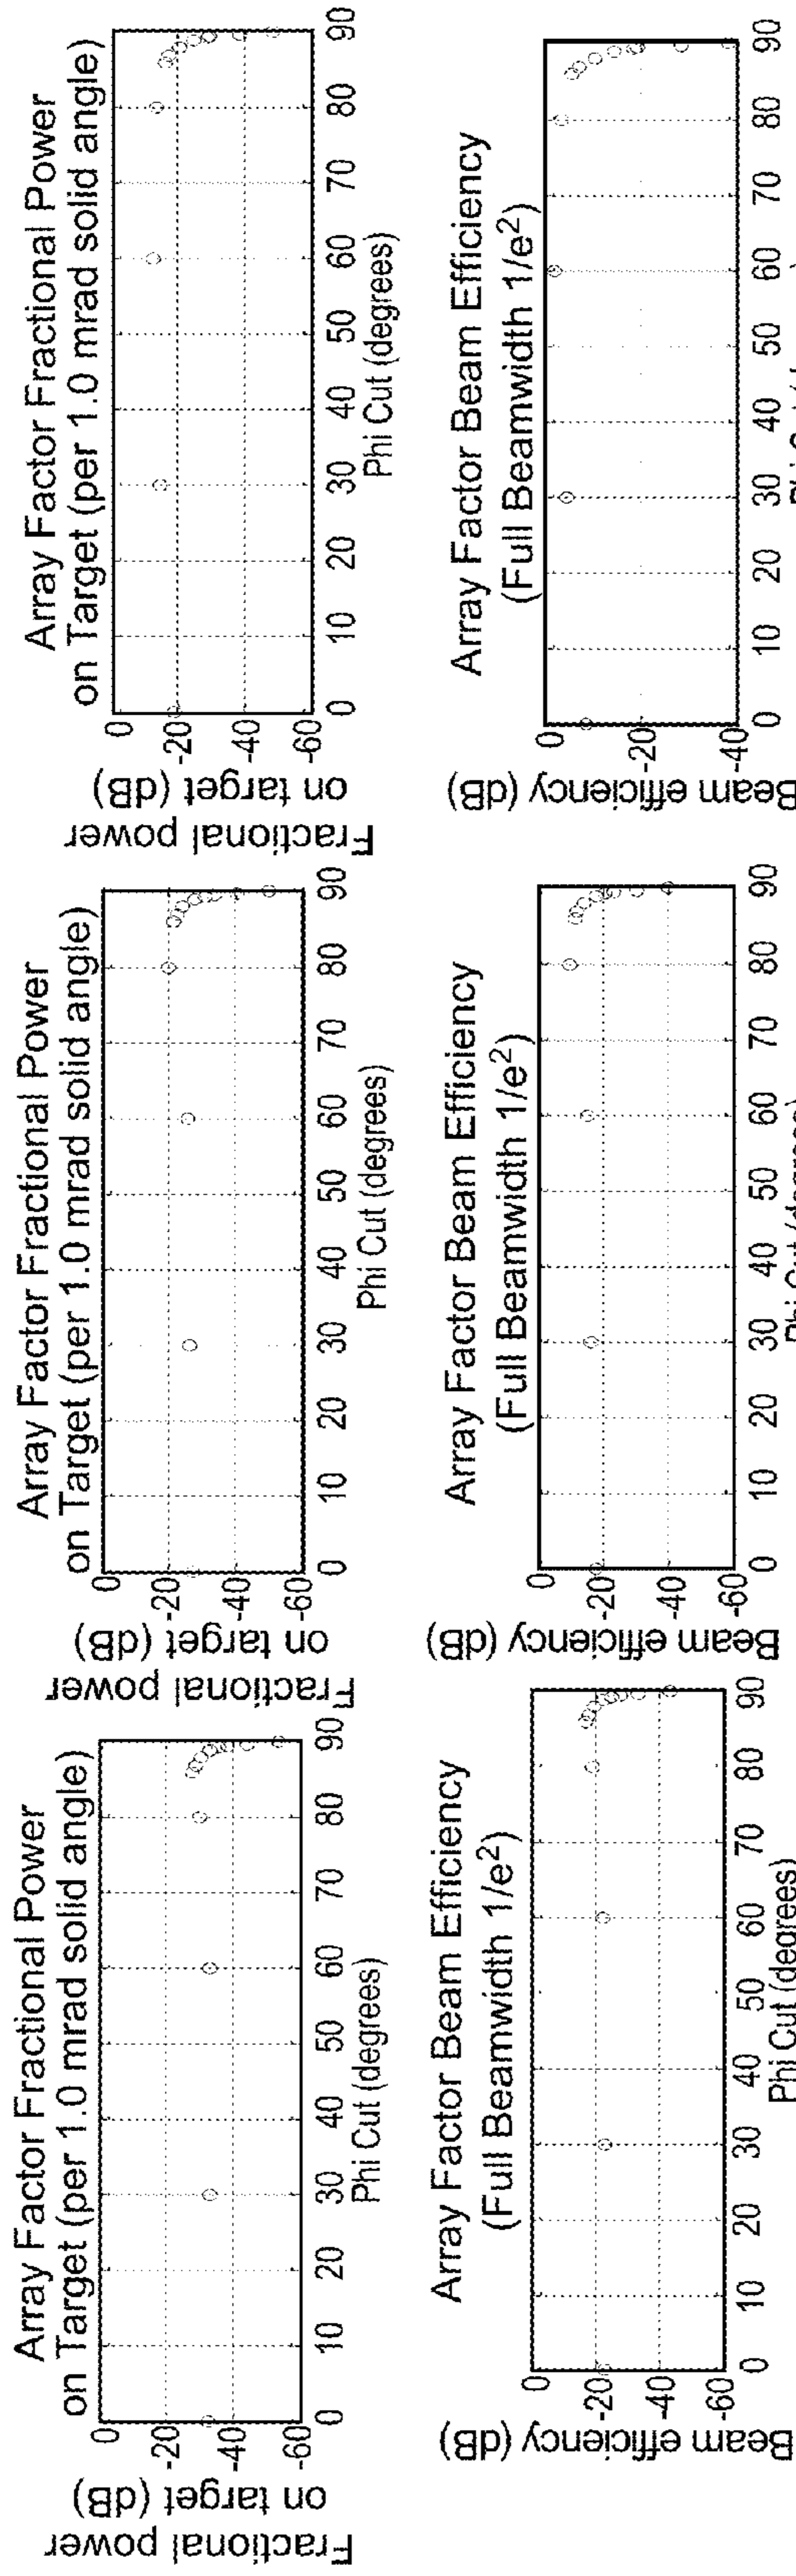 Array Factor Fractional Power
on Target (per 1.0 mrad solid angle)
Fractional power
on target (dB)
0
-20
-40
-60
0 10 20 30 40 50 60 70 80 90
Phi Cut (degrees)
Array Factor Fractional Power
on Target (per 1.0 mrad solid angle)
Fractional power
on target (dB)
0
-20
-40
-60
0 10 20 30 40 50 60 70 80 90
Phi Cut (degrees)
Array Factor Fractional Power
on Target (per 1.0 mrad solid angle)
Fractional power
on target (dB)
0
-20
-40
-60
0 10 20 30 40 50 60 70 80 90
Phi Cut (degrees)
Array Factor Beam Efficiency
(Full Beamwidth 1/e²)
Beam efficiency (dB)
0
-20
-40
-60
0 10 20 30 40 50 60 70 80 90
Phi Cut (degrees)
Array Factor Beam Efficiency
(Full Beamwidth 1/e²)
Beam efficiency (dB)
0
-20
-40
-60
0 10 20 30 40 50 60 70 80 90
Phi Cut (degrees)
Array Factor Beam Efficiency
(Full Beamwidth 1/e²)
Beam efficiency (dB)
0
-20
-40
0 10 20 30 40 50 60 70 80 90